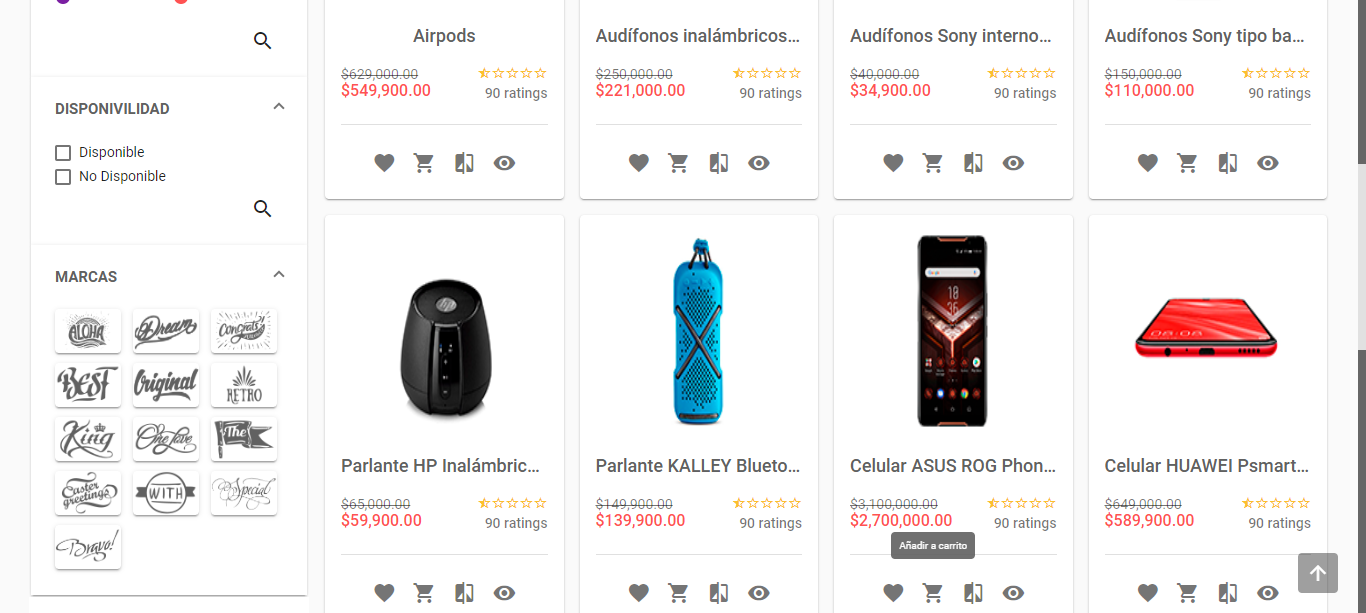 DISPONIVILIDAD
Disponible
No Disponible
MARCAS
ALOHA
Dream
Congrats!
BEST
Original
RETRO
King
One love
The
Easter greetings
WITH
Special
Bravo!
Airpods
$629,000.00
$549,900.00
90 ratings
Audífonos inalámbricos...
$250,000.00
$221,000.00
90 ratings
Audífonos Sony interno...
$40,000.00
$34,900.00
90 ratings
Audífonos Sony tipo ba...
$150,000.00
$110,000.00
90 ratings
Parlante HP Inalámbric...
$65,000.00
$59,900.00
90 ratings
Parlante KALLEY Blueto...
$149,900.00
$139,900.00
90 ratings
Celular ASUS ROG Phon...
$3,100,000.00
$2,700,000.00
90 ratings
Añadir a carrito
08:08
Celular HUAWEI Psmart...
$649,000.00
$589,900.00
90 ratings